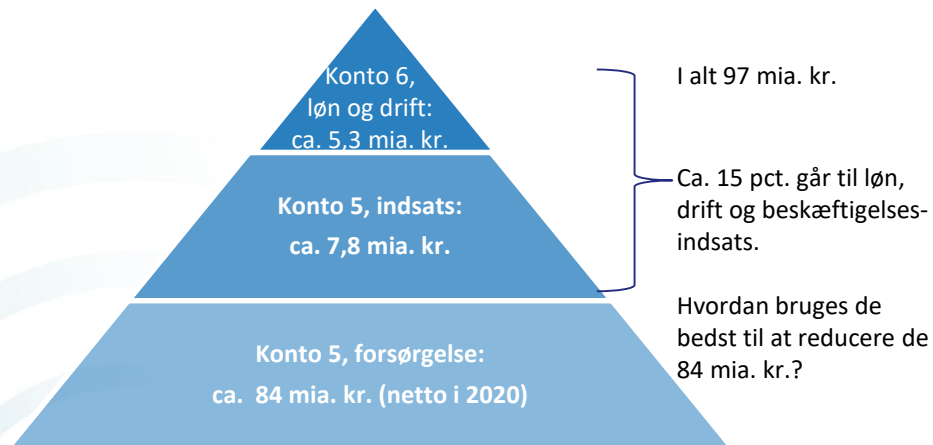 Konto 6,
løn og drift:
ca. 5,3 mia. kr.
Konto 5, indsats:
ca. 7,8 mia. kr.
Konto 5, forsørgelse:
ca. 84 mia. kr. (netto i 2020)
I alt 97 mia. kr.
Ca. 15 pct. går til løn,
drift og beskæftigelses-
indsats.
Hvordan bruges de
bedst til at reducere de
84 mia. kr.?